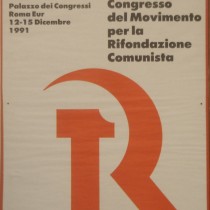 Palazzo dei Congressi
Roma Eur
12-15 Dicembre
1991
Congresso
del Movimento
per la
Rifondazione
Comunista